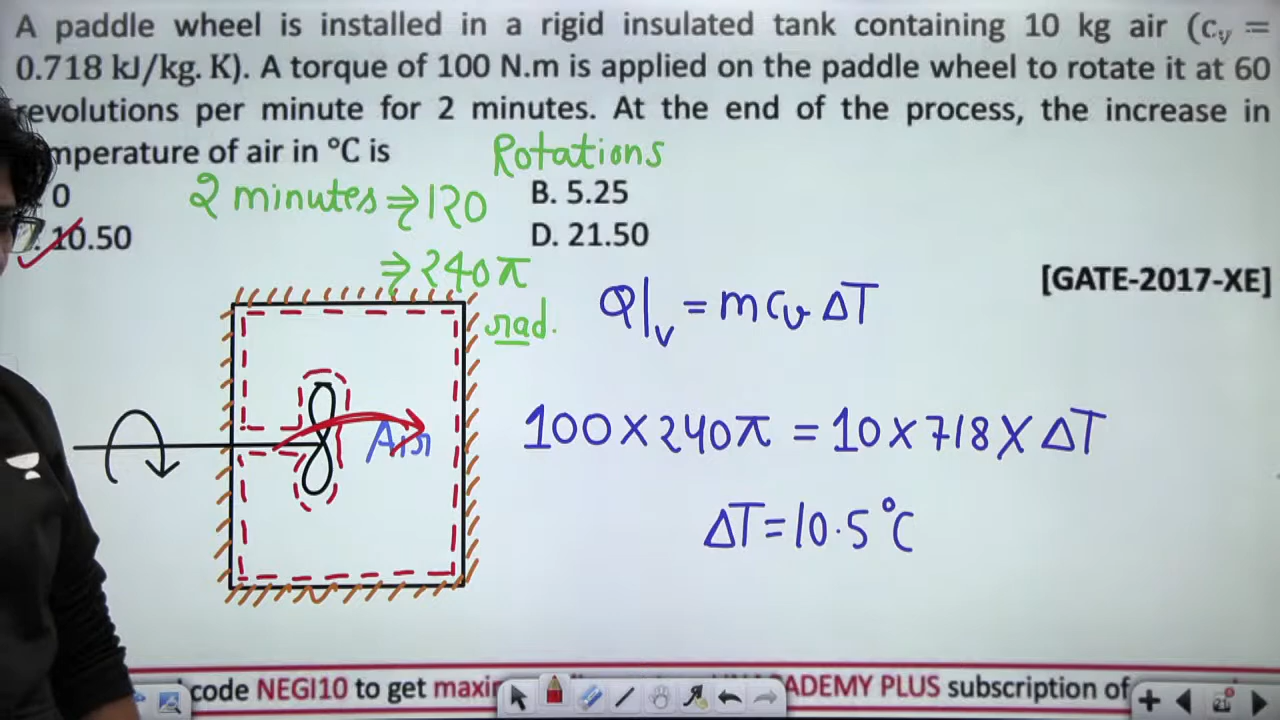 A paddle wheel is installed in a rigid insulated tank containing 10 kg air (cᵥ =
0.718 kJ/kg. K). A torque of 100 N.m is applied on the paddle wheel to rotate it at 60
revolutions per minute for 2 minutes. At the end of the process, the increase in
mperature of air in °C is
Rotations
0
2 minutes ⇒ 120
B. 5.25
. 10.50
D. 21.50
⇒ 240π
rad.
[GATE-2017-XE]
Q|ᵥ = m cᵥ ΔT
Air
100 × 240π = 10 × 718 × ΔT
ΔT = 10.5 °C
code NEGI10 to get maxim
ADEMY PLUS subscription of